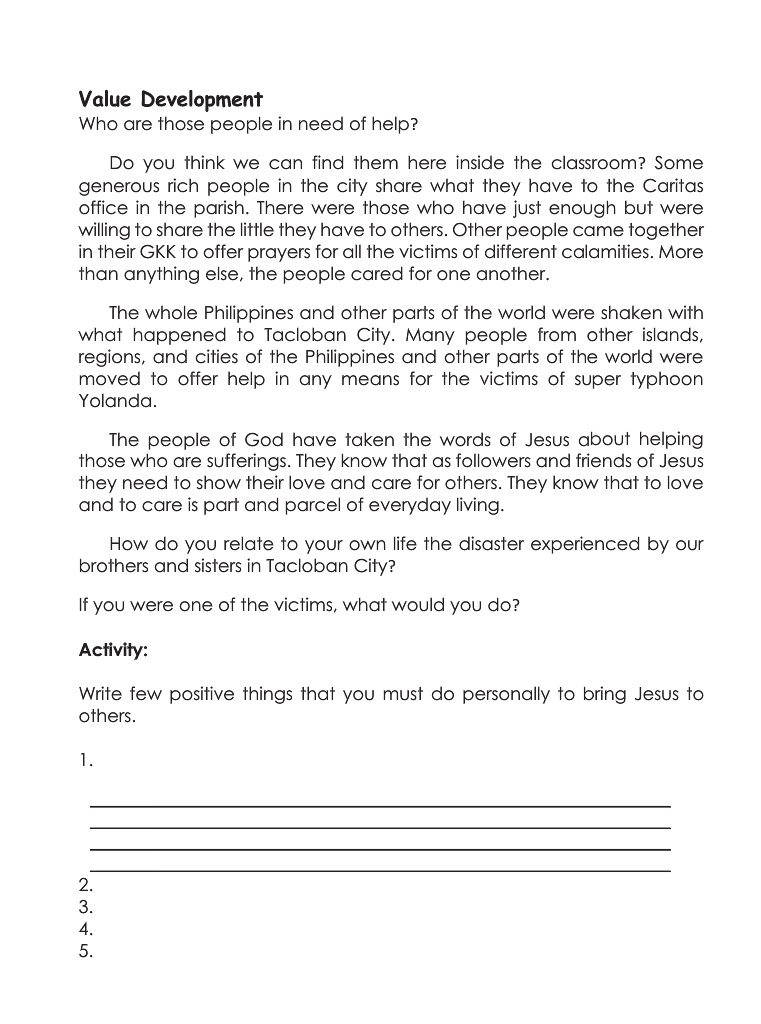 Value Development
Who are those people in need of help?
Do you think we can find them here inside the classroom? Some
generous rich people in the city share what they have to the Caritas
office in the parish. There were those who have just enough but were
willing to share the little they have to others. Other people came together
in their GKK to offer prayers for all the victims of different calamities. More
than anything else, the people cared for one another.
The whole Philippines and other parts of the world were shaken with
what happened to Tacloban City. Many people from other islands,
regions, and cities of the Philippines and other parts of the world were
moved to offer help in any means for the victims of super typhoon
Yolanda.
The people of God have taken the words of Jesus about helping
those who are sufferings. They know that as followers and friends of Jesus
they need to show their love and care for others. They know that to love
and to care is part and parcel of everyday living.
How do you relate to your own life the disaster experienced by our
brothers and sisters in Tacloban City?
If you were one of the victims, what would you do?
Activity:
Write few positive things that you must do personally to bring Jesus to
others.
1.
2.
3.
4.
5.